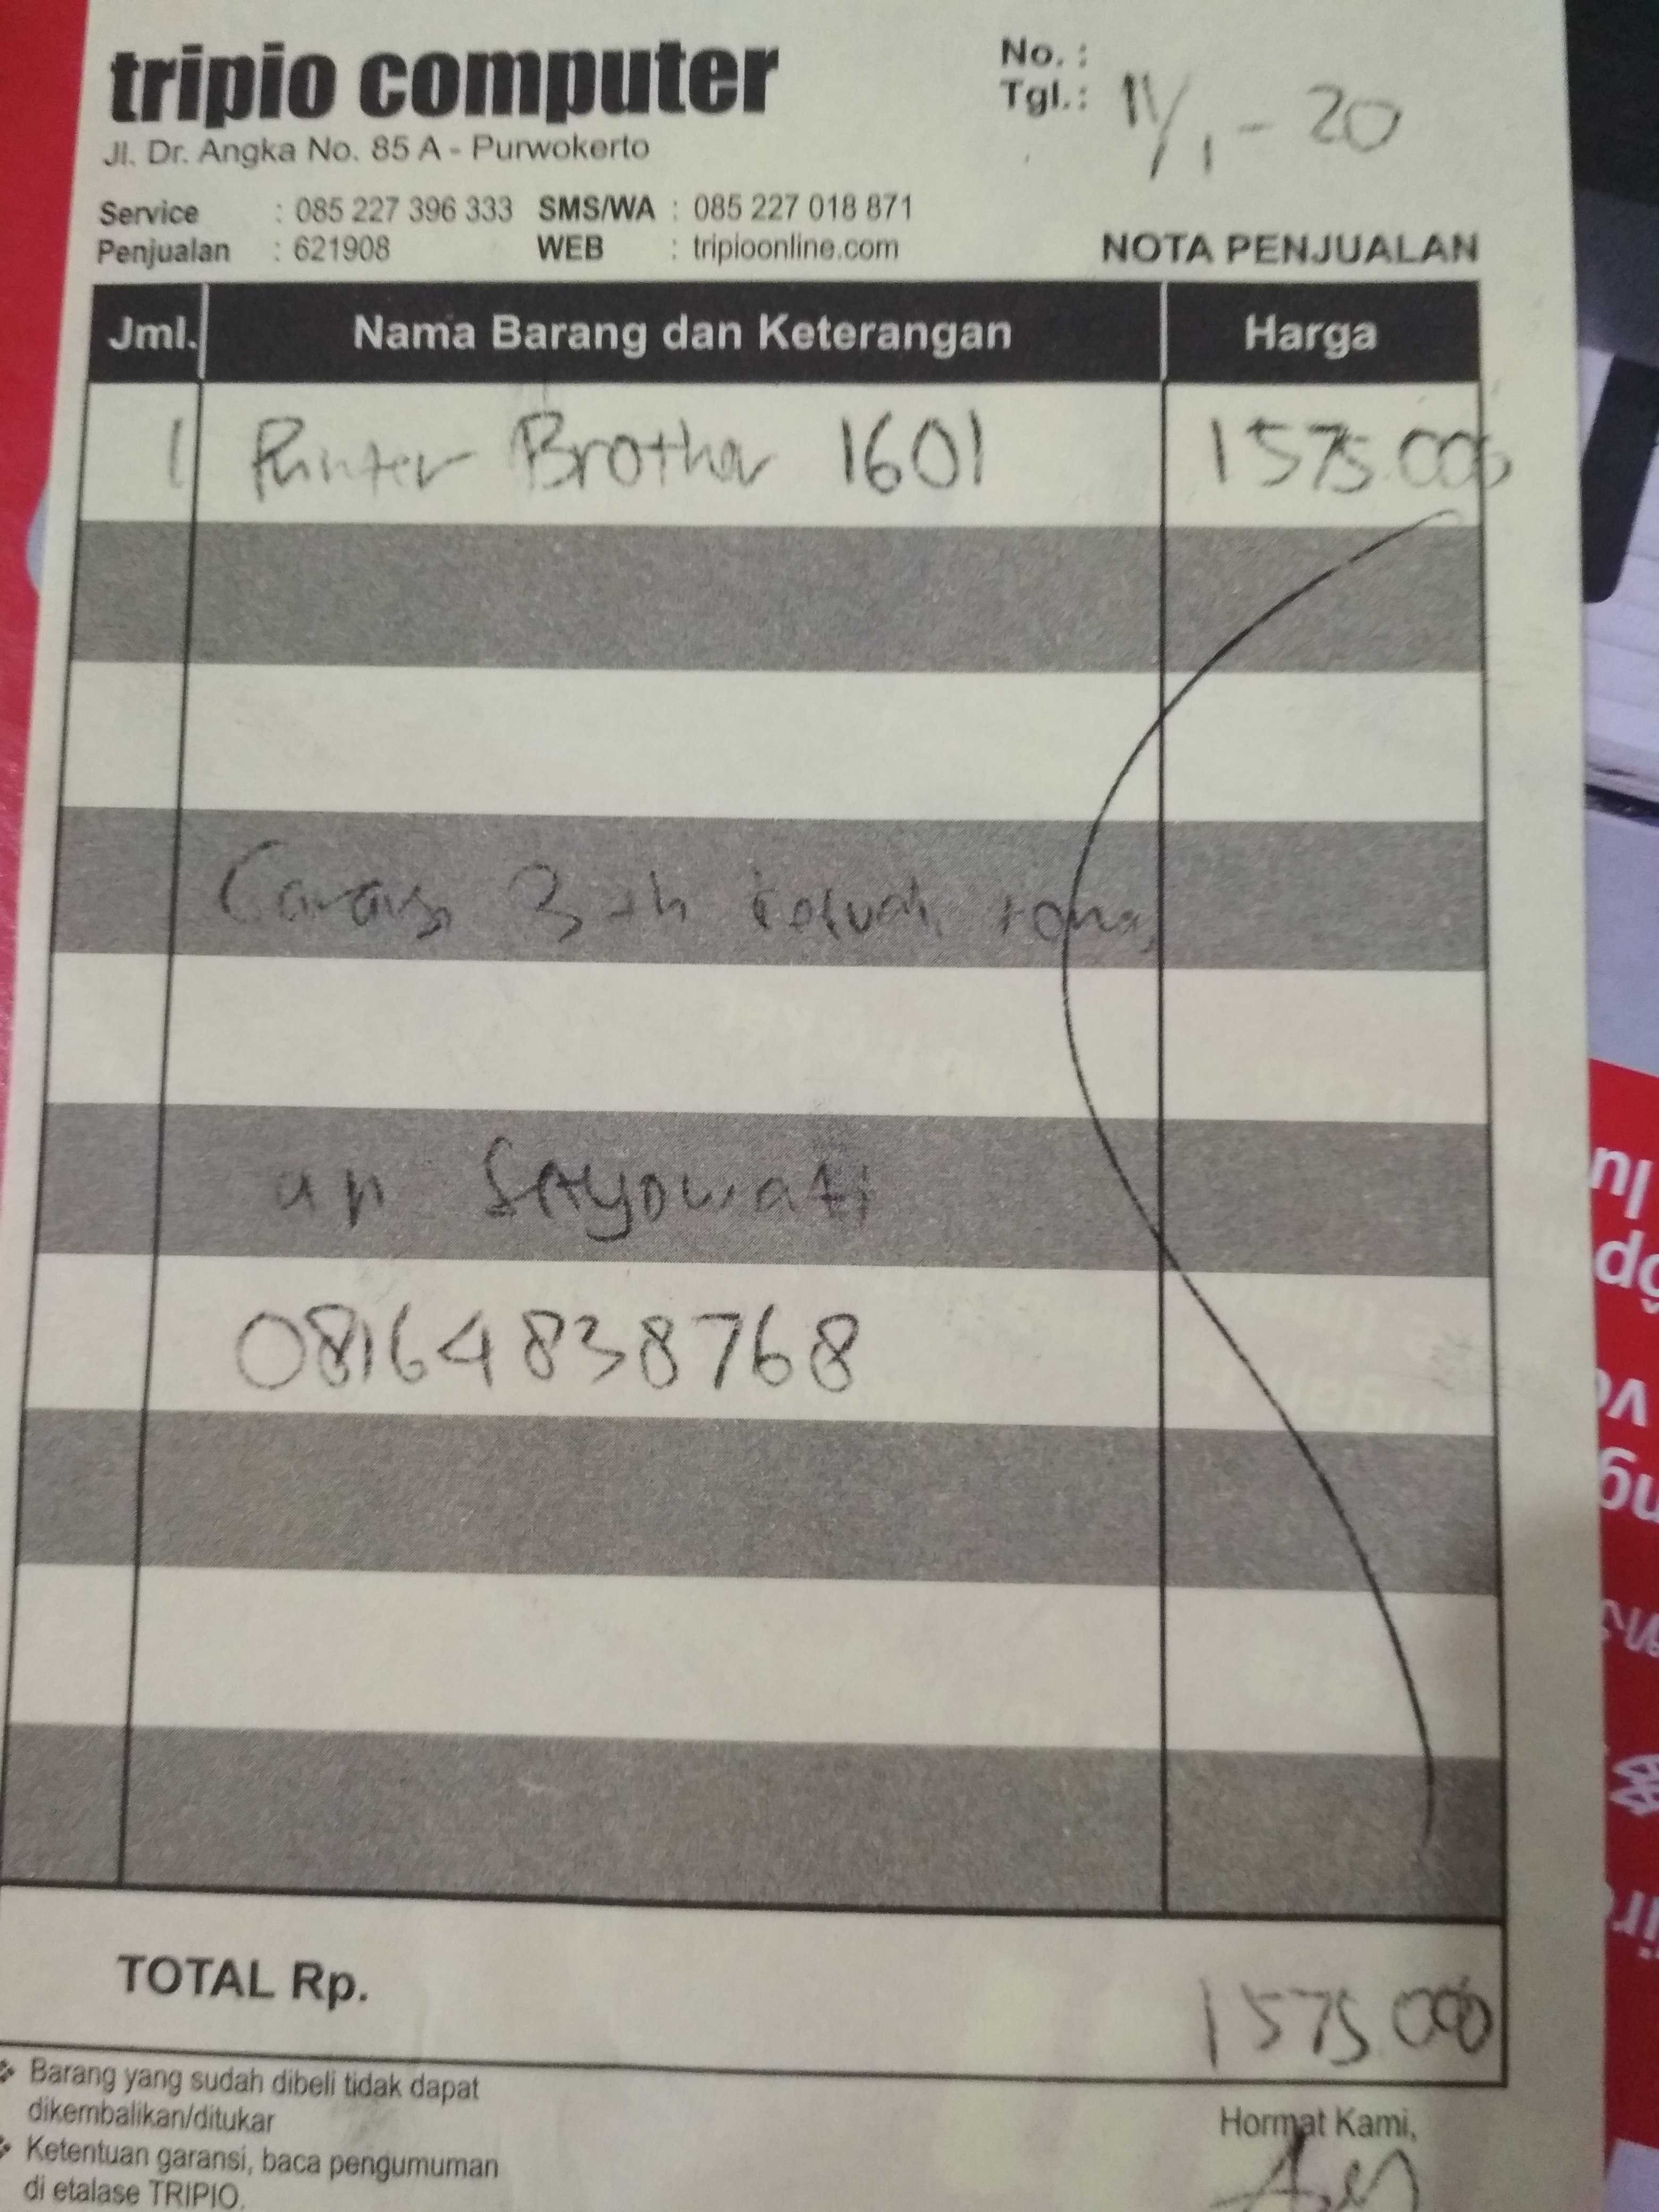 tripio computer
No. :
Tgl.: 11/1 - 20
Jl. Dr. Angka No. 85 A - Purwokerto
Service : 085 227 396 333 SMS/WA : 085 227 018 871
Penjualan : 621908 WEB : tripioonline.com
NOTA PENJUALAN
Jml. Nama Barang dan Keterangan Harga
1 Printer Brother 1601 1575.000
3 th
an Setyowati
08164838768
TOTAL Rp. 1575.000
Barang yang sudah dibeli tidak dapat
dikembalikan/ditukar
Ketentuan garansi, baca pengumuman
di etalase TRIPIO.
Hormat Kami,